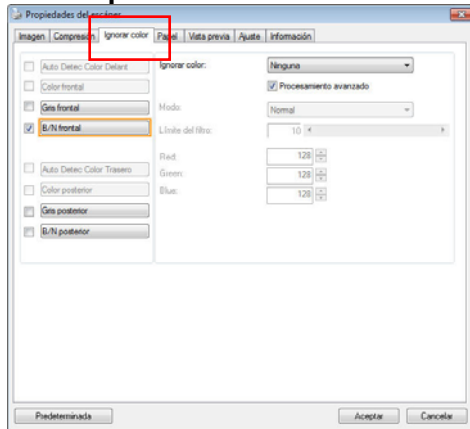 Propiedades del escáner
Imagen Compresión Ignorar color Papel Vista previa Ajuste Información
Auto Detec Color Delant
Color frontal
Gris frontal
B/N frontal
Auto Detec Color Trasero
Color posterior
Gris posterior
B/N posterior
Ignorar color: Ninguna
Procesamiento avanzado
Modo: Normal
Límite del filtro: 10
Red: 128
Green: 128
Blue: 128
Predeterminada Aceptar Cancelar